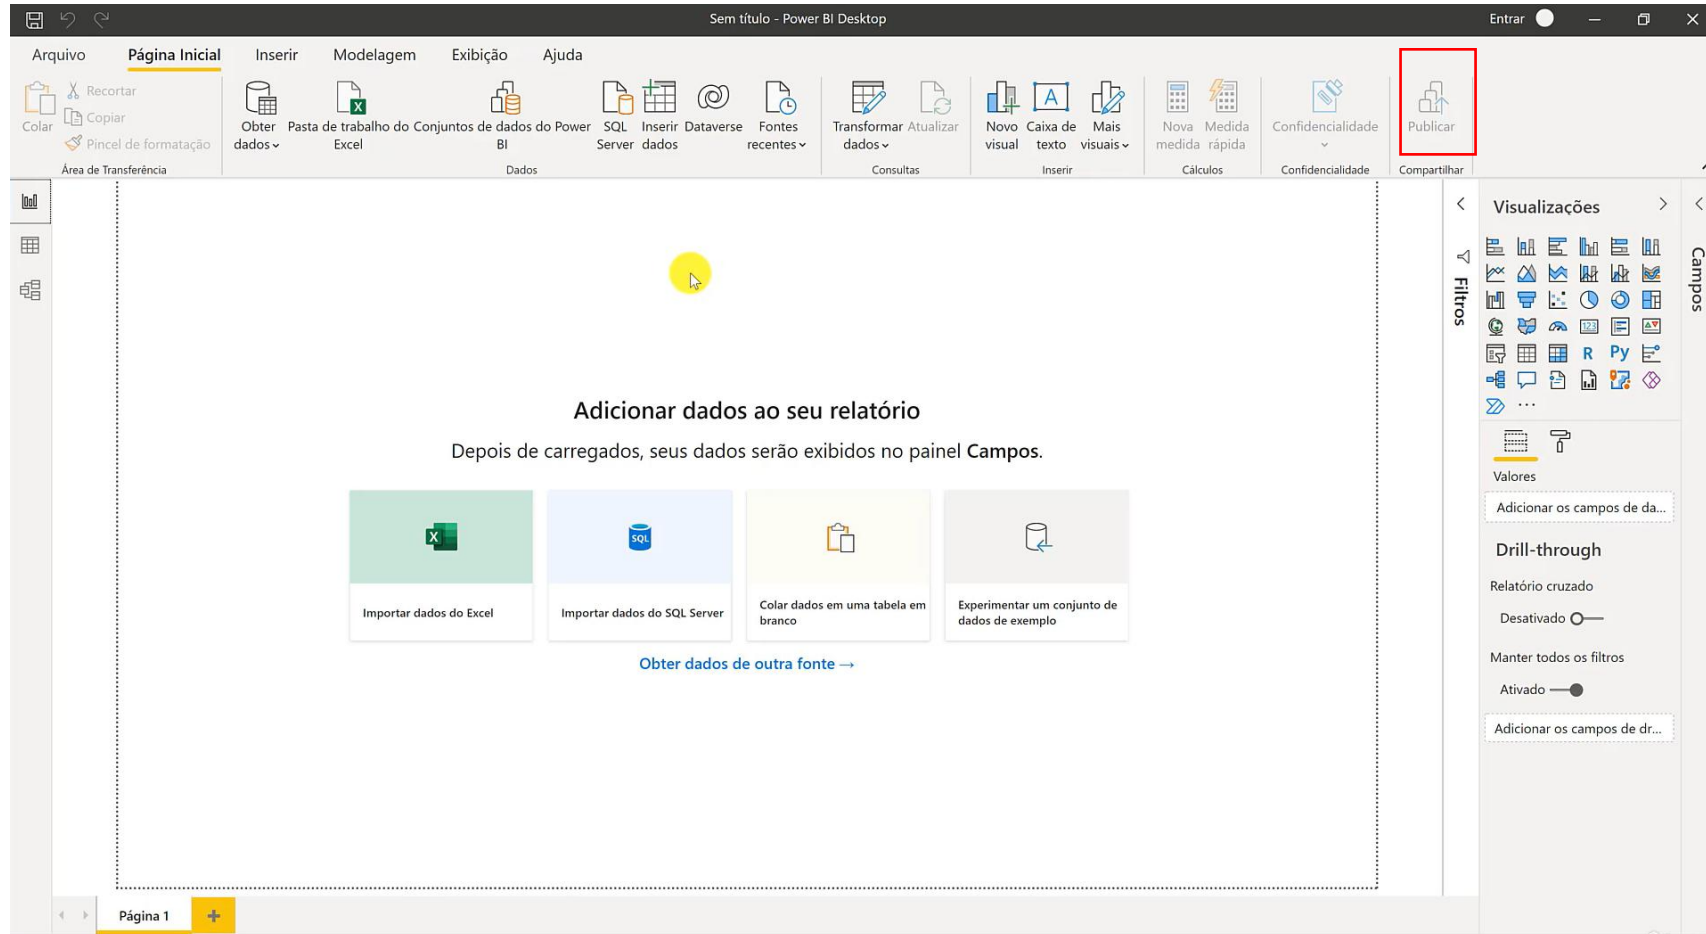 Sem título - Power BI Desktop
Entrar
Arquivo
Página Inicial
Inserir
Modelagem
Exibição
Ajuda
Colar
Recortar
Copiar
Pincel de formatação
Área de Transferência
Obter
dados
Pasta de trabalho do
Excel
Conjuntos de dados do Power
BI
SQL
Server
Inserir
dados
Dataverse
Fontes
recentes
Dados
Transformar
dados
Atualizar
Consultas
Novo
visual
Caixa de
texto
Mais
visuais
Inserir
Nova
medida
Medida
rápida
Cálculos
Confidencialidade
Confidencialidade
Publicar
Compartilhar
Adicionar dados ao seu relatório
Depois de carregados, seus dados serão exibidos no painel Campos.
X
SQL
Importar dados do Excel
Importar dados do SQL Server
Colar dados em uma tabela em
branco
Experimentar um conjunto de
dados de exemplo
Obter dados de outra fonte →
Filtros
Visualizações
123
R
Py
...
Valores
Adicionar os campos de da...
Drill-through
Relatório cruzado
Desativado
Manter todos os filtros
Ativado
Adicionar os campos de dr...
Campos
Página 1
+